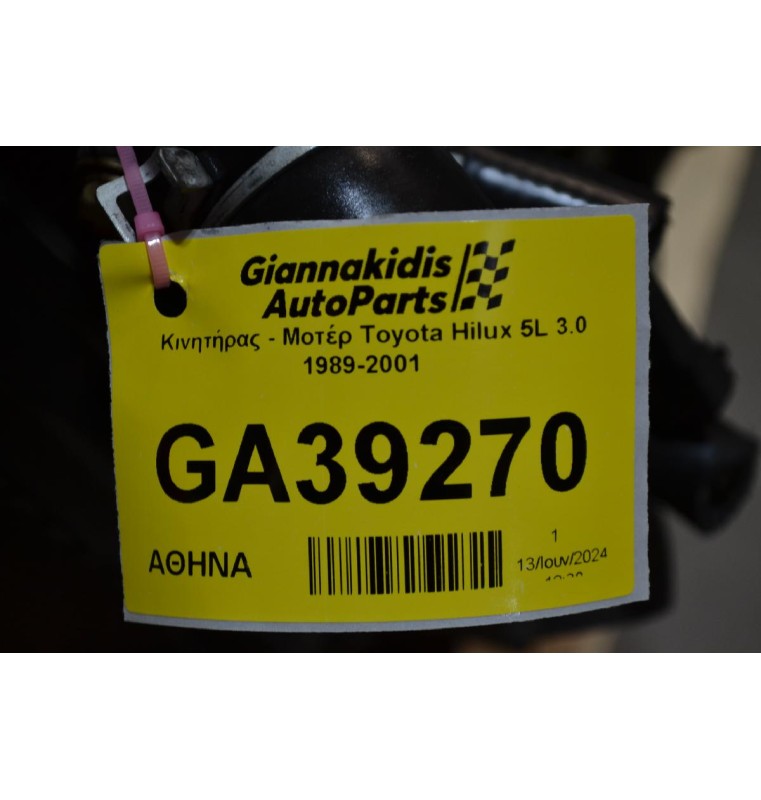 Giannakidis
AutoParts
Κινητήρας - Μοτέρ Toyota Hilux 5L 3.0
1989-2001
GA39270
ΑΘΗΝΑ
1
13/Ιουν/2024